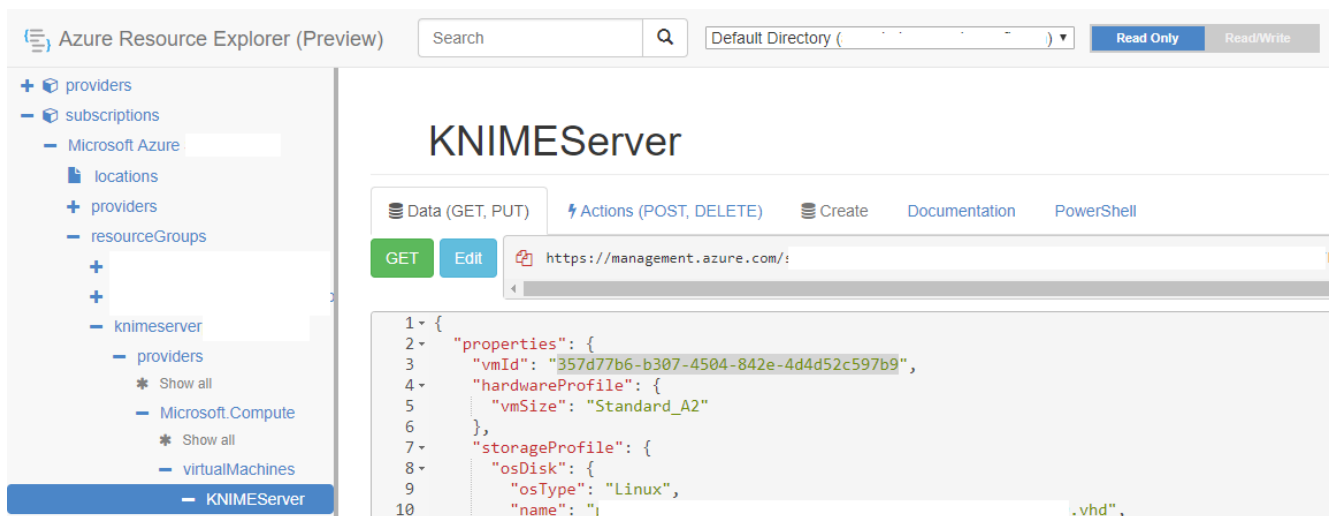 Azure Resource Explorer (Preview)
Search
Default Directory (
) 
Read Only
Read/Write
providers
subscriptions
Microsoft Azure
locations
providers
resourceGroups
knimeserver
providers
Show all
Microsoft.Compute
Show all
virtualMachines
KNIMEServer
KNIMEServer
Data (GET, PUT)
Actions (POST, DELETE)
Create
Documentation
PowerShell
GET
Edit
https://management.azure.com/
1 {
2 "properties": {
3 "vmId": "357d77b6-b307-4504-842e-4d4d52c597b9",
4 "hardwareProfile": {
5 "vmSize": "Standard_A2"
6 },
7 "storageProfile": {
8 "osDisk": {
9 "osType": "Linux",
10 "name": " .vhd",